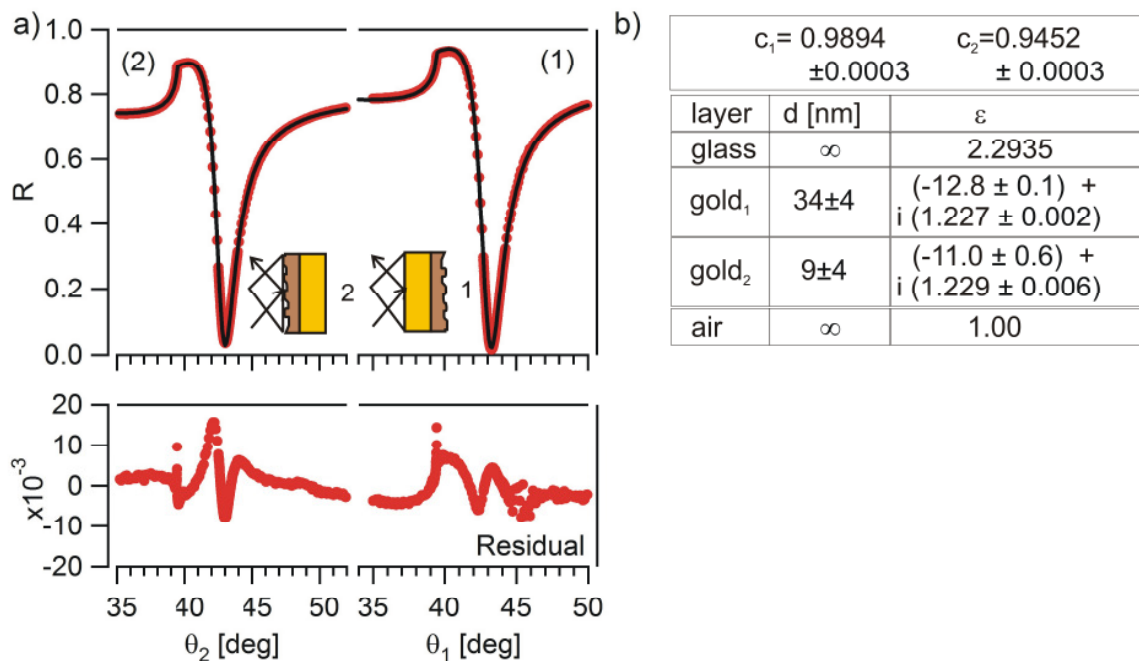 a)
1.0
0.8
0.6
0.4
0.2
0.0
R
(2)
(1)
2
1
20
10
0
-10
-20
x10⁻³
Residual
35 40 45 50
35 40 45 50
θ₂ [deg]
θ₁ [deg]
b)
c₁= 0.9894 c₂=0.9452
±0.0003 ± 0.0003
layer d [nm] ε
glass ∞ 2.2935
gold₁ 34±4 (-12.8 ± 0.1) +
i (1.227 ± 0.002)
gold₂ 9±4 (-11.0 ± 0.6) +
i (1.229 ± 0.006)
air ∞ 1.00